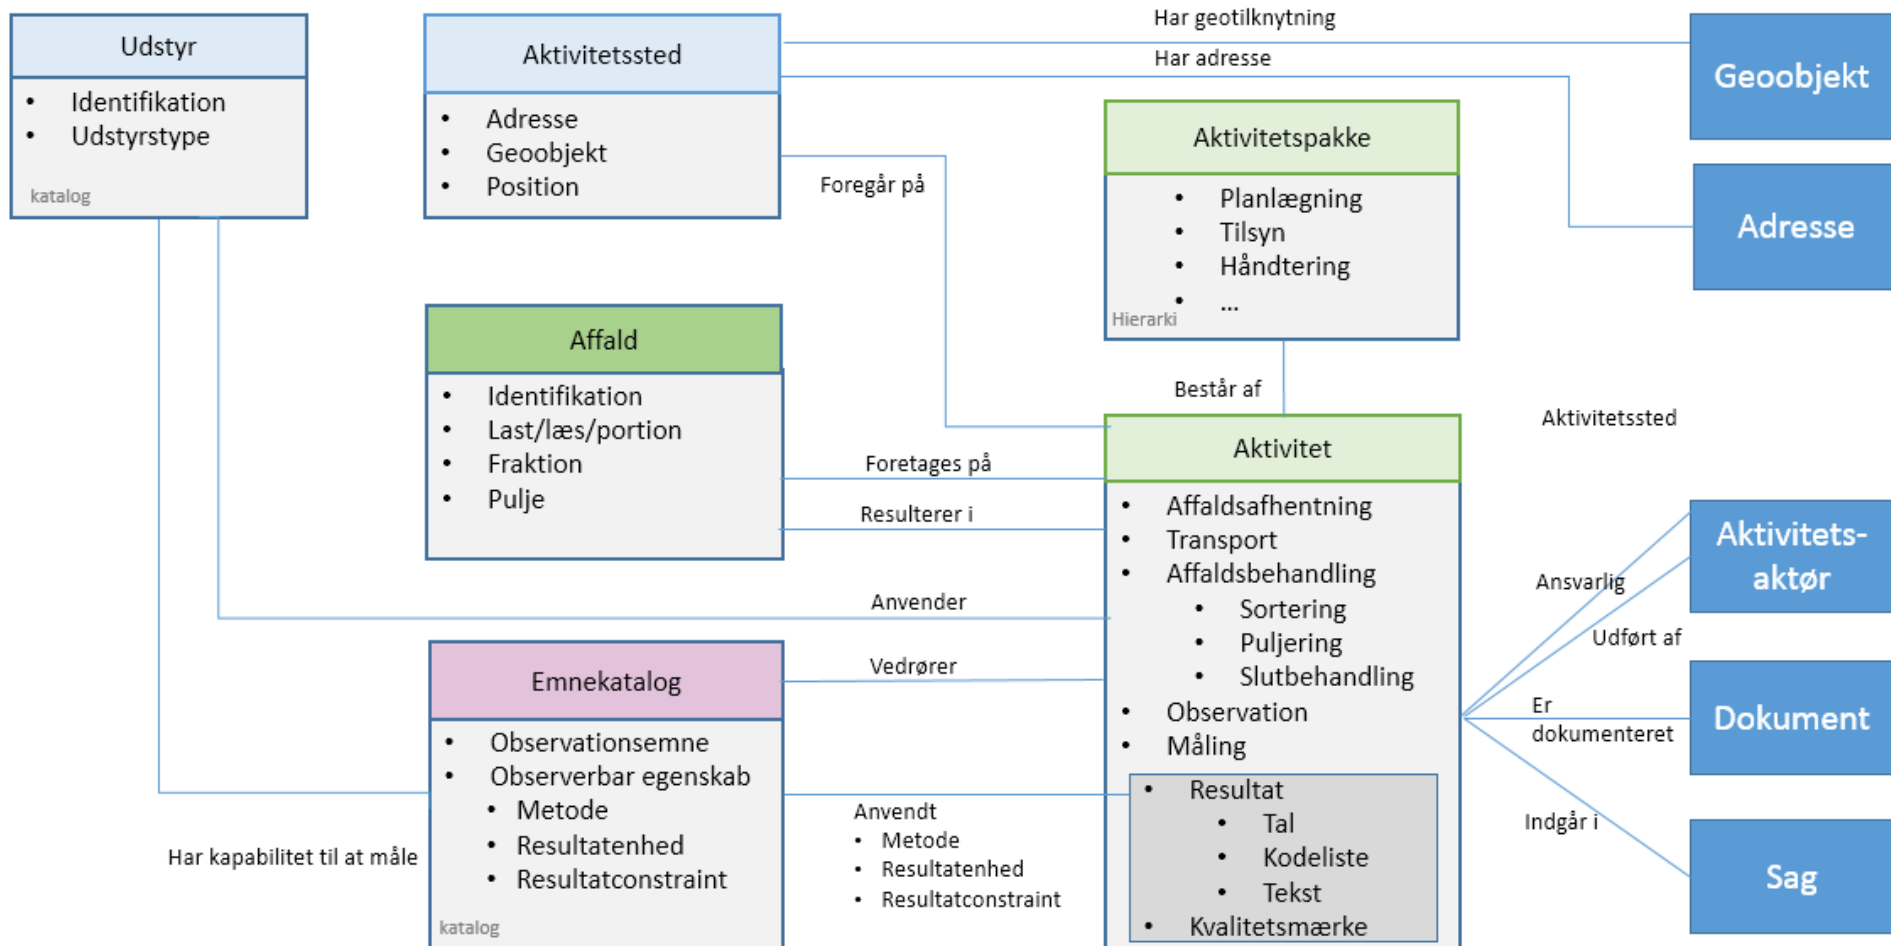 Udstyr
• Identifikation
• Udstyrstype
katalog
Aktivitetssted
• Adresse
• Geoobjekt
• Position
Har geotilknytning
Har adresse
Foregår på
Geoobjekt
Adresse
Aktivitetspakke
• Planlægning
• Tilsyn
• Håndtering
• ...
Hierarki
Består af
Affald
• Identifikation
• Last/læs/portion
• Fraktion
• Pulje
Foretages på
Resulterer i
Anvender
Vedrører
Emnekatalog
• Observationsemne
• Observerbar egenskab
• Metode
• Resultatenhed
• Resultatconstraint
katalog
Har kapabilitet til at måle
Anvendt
• Metode
• Resultatenhed
• Resultatconstraint
Aktivitet
• Affaldsafhentning
• Transport
• Affaldsbehandling
• Sortering
• Puljering
• Slutbehandling
• Observation
• Måling
• Resultat
• Tal
• Kodeliste
• Tekst
• Kvalitetsmærke
Aktivitetssted
Ansvarlig
Udført af
Er
dokumenteret
Indgår i
Aktivitets-
aktør
Dokument
Sag